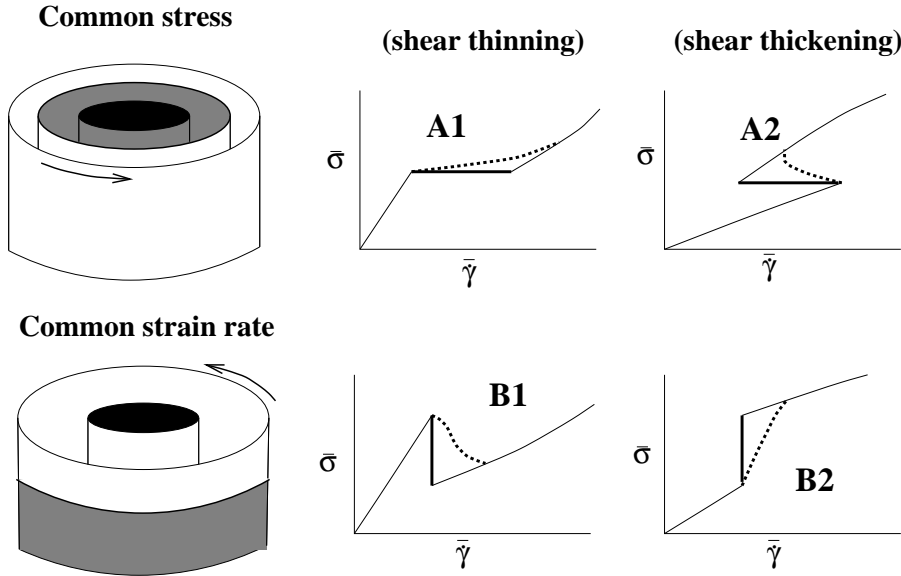 Common stress
(shear thinning)
(shear thickening)
A1
A2
σ̄
σ̄
γ̄̇
γ̄̇
Common strain rate
B1
B2
σ̄
σ̄
γ̄̇
γ̄̇